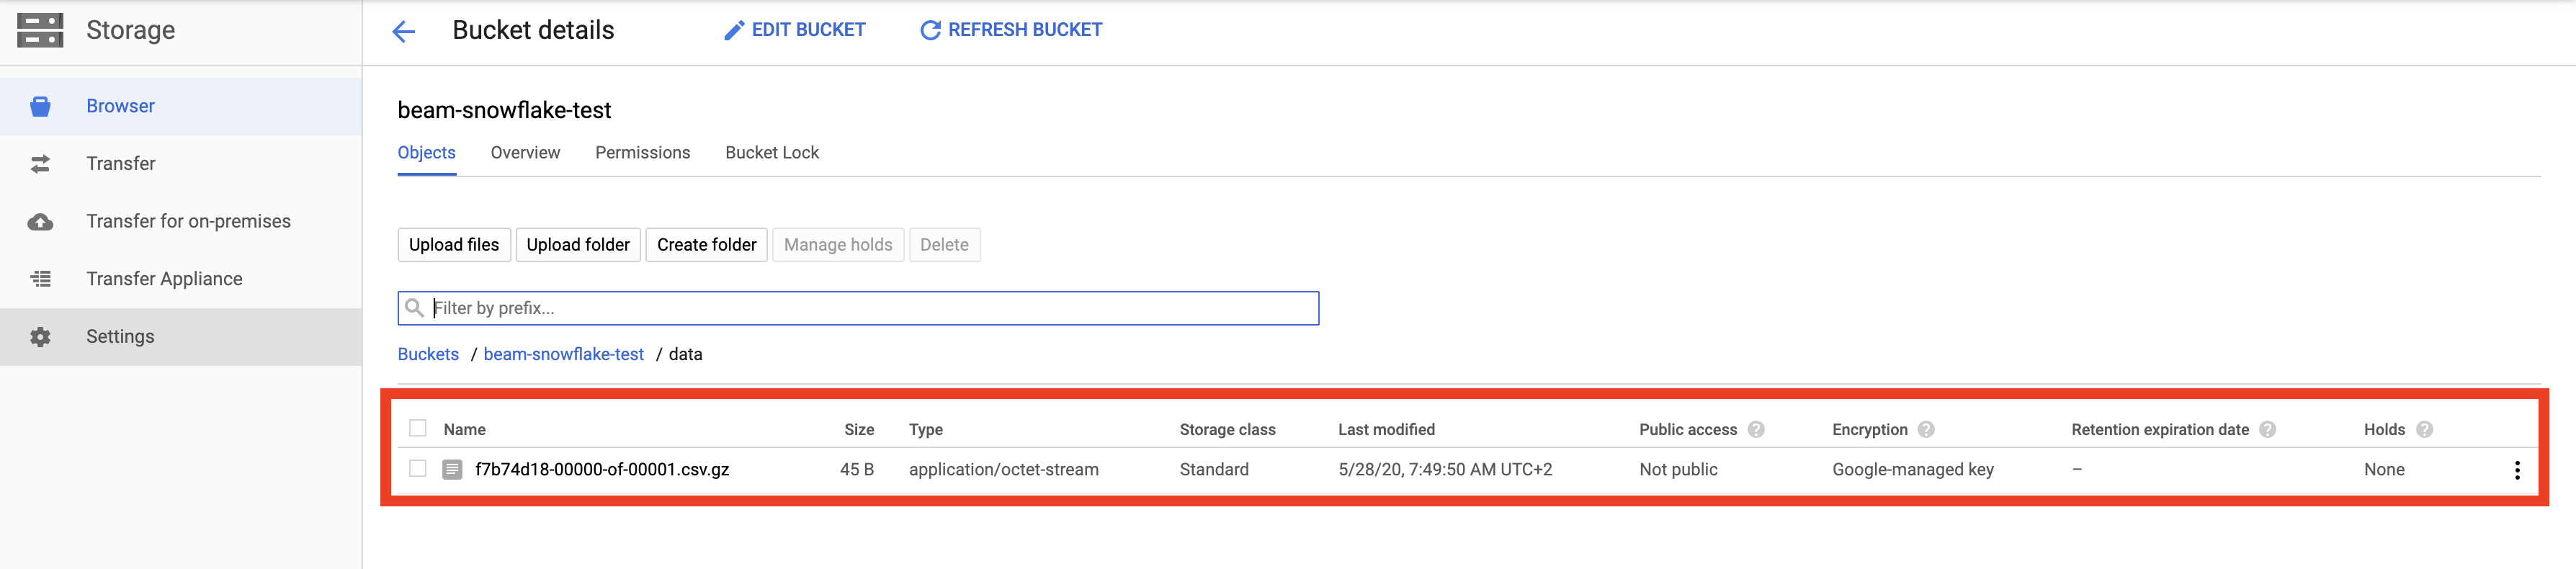 Storage
Bucket details
EDIT BUCKET
REFRESH BUCKET
Browser
Transfer
Transfer for on-premises
Transfer Appliance
Settings
beam-snowflake-test
Objects Overview Permissions Bucket Lock
Upload files Upload folder Create folder Manage holds Delete
Filter by prefix...
Buckets / beam-snowflake-test / data
Name Size Type Storage class Last modified Public access ? Encryption ? Retention expiration date ? Holds ?
f7b74d18-00000-of-00001.csv.gz 45 B application/octet-stream Standard 5/28/20, 7:49:50 AM UTC+2 Not public Google-managed key – None